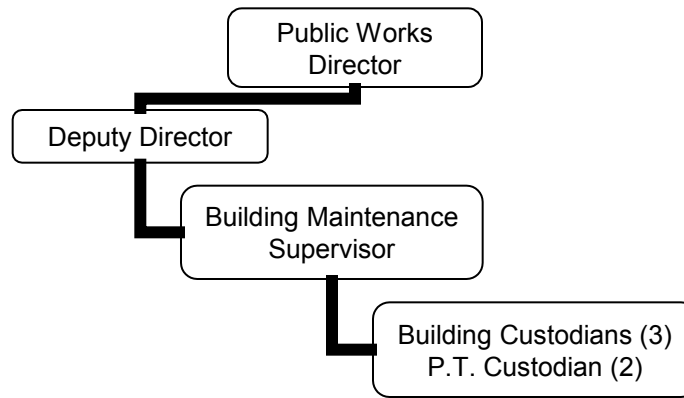 Public Works
Director
Deputy Director
Building Maintenance
Supervisor
Building Custodians (3)
P.T. Custodian (2)